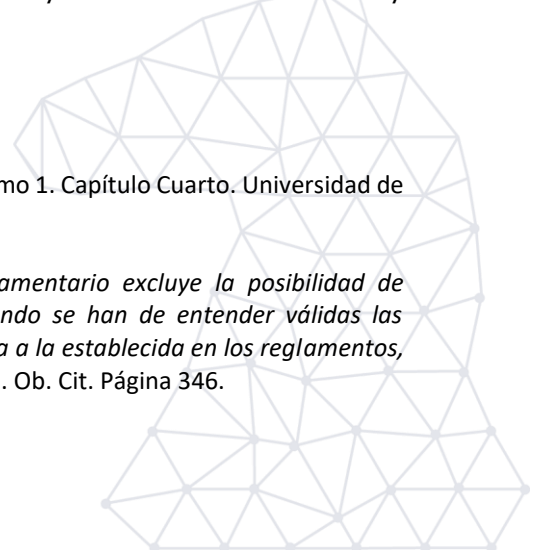 mo 1. Capítulo Cuarto. Universidad de
amentario excluye la posibilidad de
ndo se han de entender válidas las
a a la establecida en los reglamentos,
. Ob. Cit. Página 346.